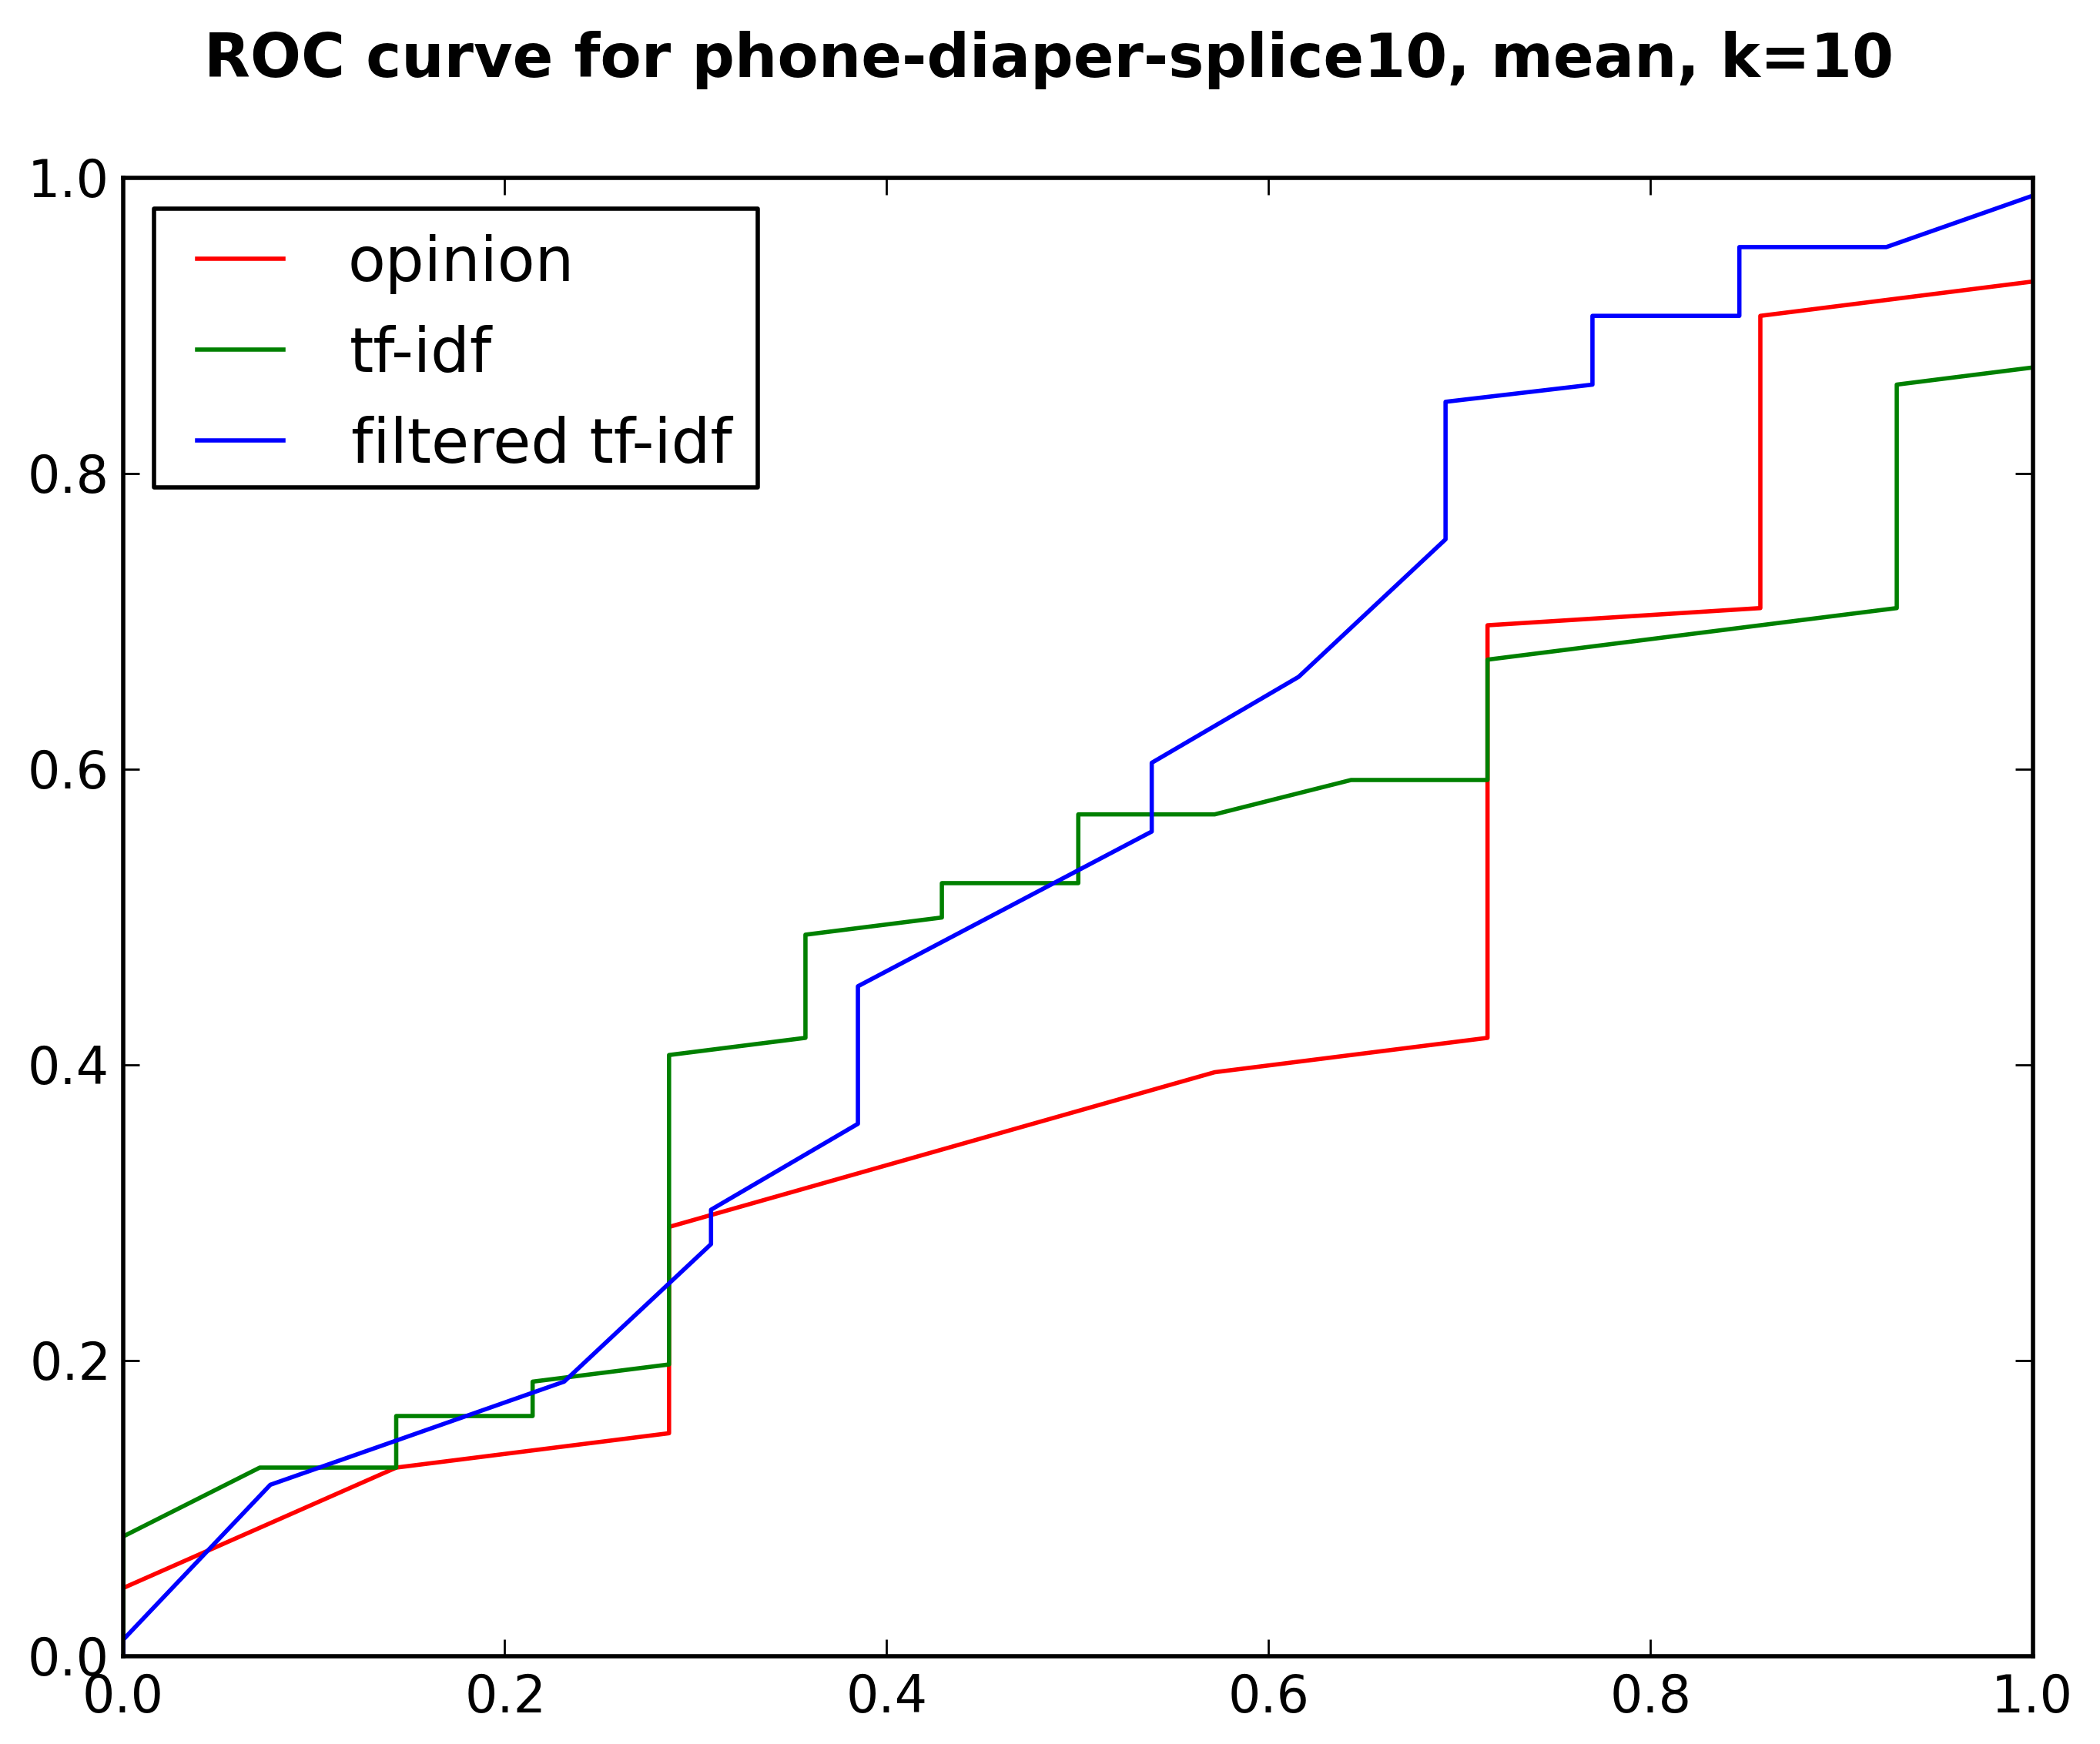 ROC curve for phone-diaper-splice10, mean, k=10
1.0
opinion
tf-idf
filtered tf-idf
0.8
0.6
0.4
0.2
0.0
0.0 0.2 0.4 0.6 0.8 1.0